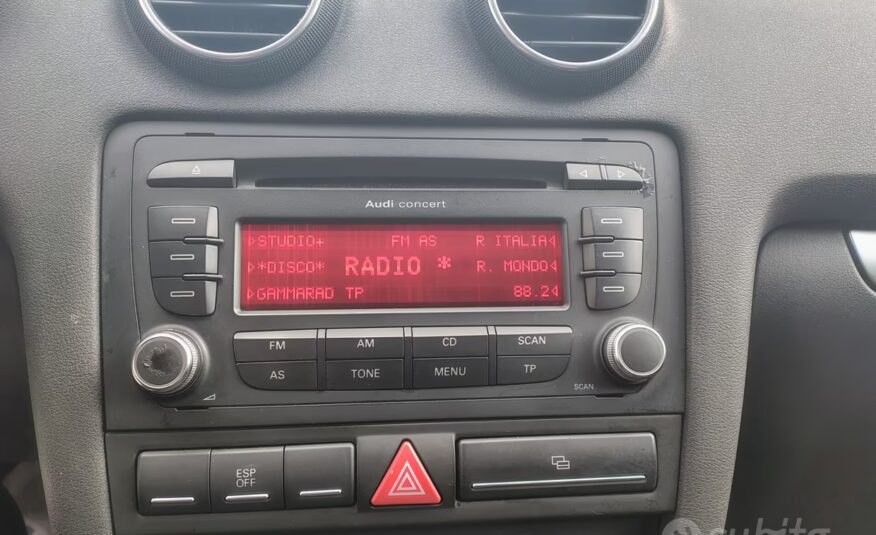 Audi concert
▷STUDIO+ FM AS R ITALIA◁
▷*DISCO* RADIO * R. MONDO◁
▷GAMMARAD TP 88.2◁
FM AM CD SCAN
AS TONE MENU TP
SCAN
ESP
OFF
subito